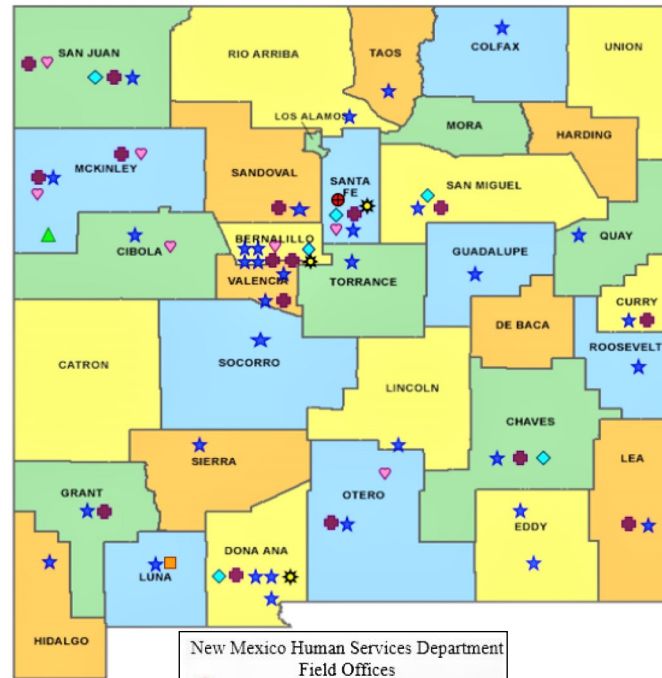 SAN JUAN
RIO ARRIBA
TAOS
COLFAX
UNION
LOS ALAMOS
MORA
HARDING
MCKINLEY
SANDOVAL
SANTA
FE
SAN MIGUEL
CIBOLA
BERNALILLO
VALENCIA
TORRANCE
GUADALUPE
QUAY
CURRY
DE BACA
ROOSEVELT
CATRON
SOCORRO
LINCOLN
CHAVES
SIERRA
LEA
GRANT
OTERO
EDDY
DONA ANA
LUNA
HIDALGO
New Mexico Human Services Department
Field Offices